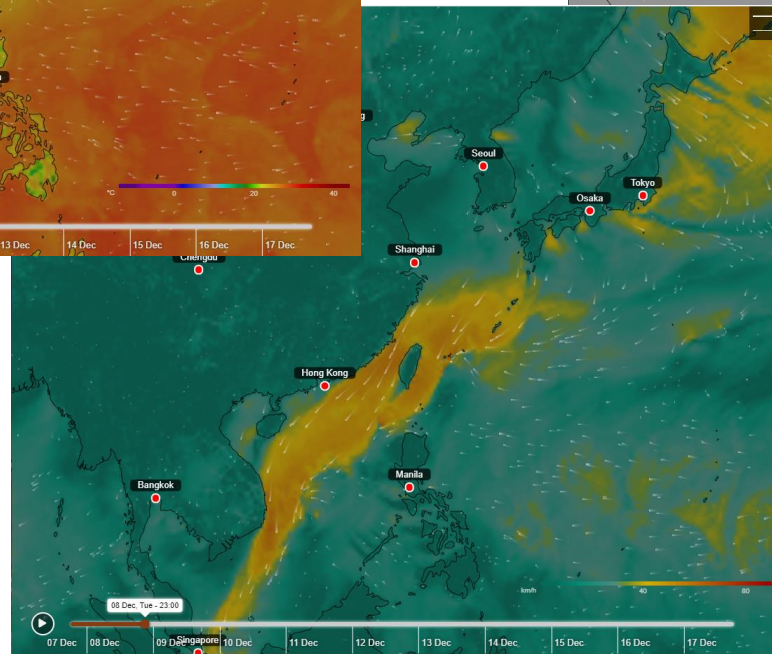 °C 0 20 40
13 Dec 14 Dec 15 Dec 16 Dec 17 Dec
Seoul
Tokyo
Osaka
Shanghai
Chengdu
Hong Kong
Manila
Bangkok
km/h 40 80
08 Dec, Tue - 23:00
07 Dec 08 Dec 09 Dec 10 Dec 11 Dec 12 Dec 13 Dec 14 Dec 15 Dec 16 Dec 17 Dec
Singapore